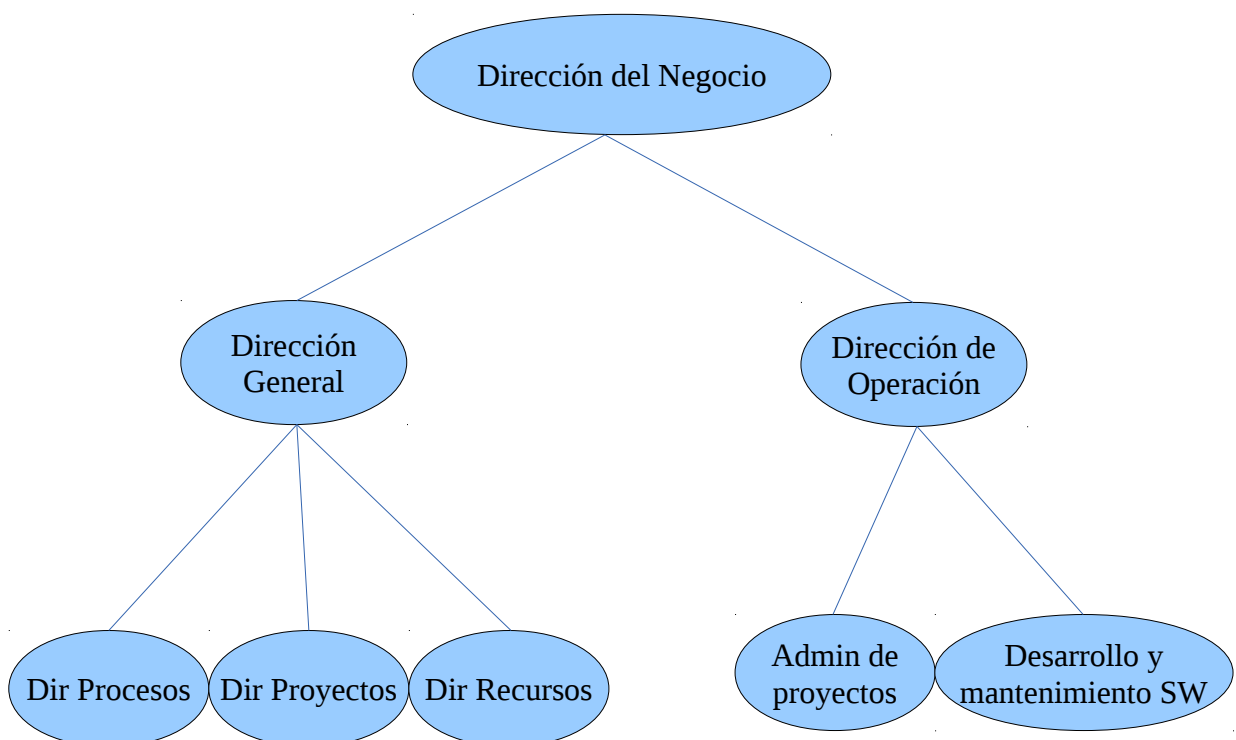 Dirección del Negocio
Dirección
General
Dirección de
Operación
Dir Procesos
Dir Proyectos
Dir Recursos
Admin de
proyectos
Desarrollo y
mantenimiento SW